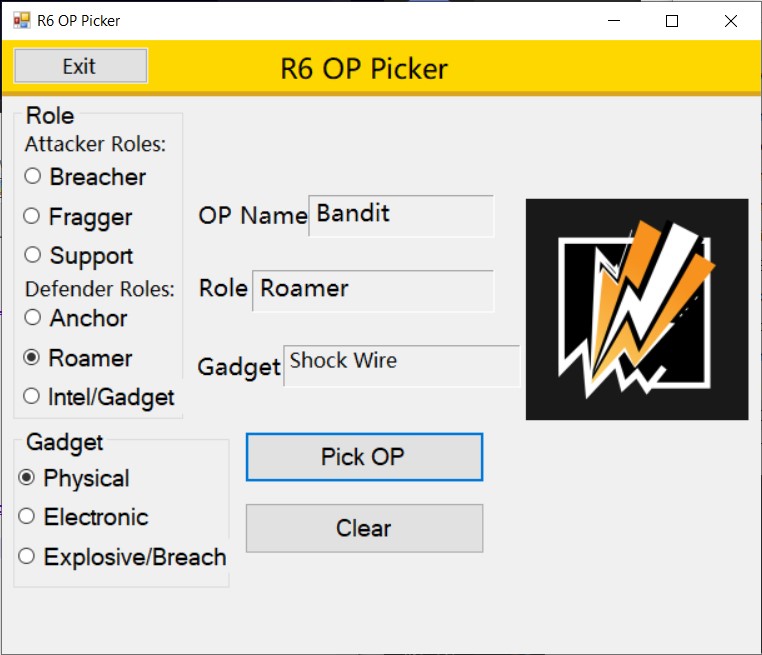 R6 OP Picker
Exit
R6 OP Picker
Role
Attacker Roles:
Breacher
Fragger
Support
Defender Roles:
Anchor
Roamer
Intel/Gadget
Gadget
Physical
Electronic
Explosive/Breach
OP Name Bandit
Role Roamer
Gadget Shock Wire
Pick OP
Clear